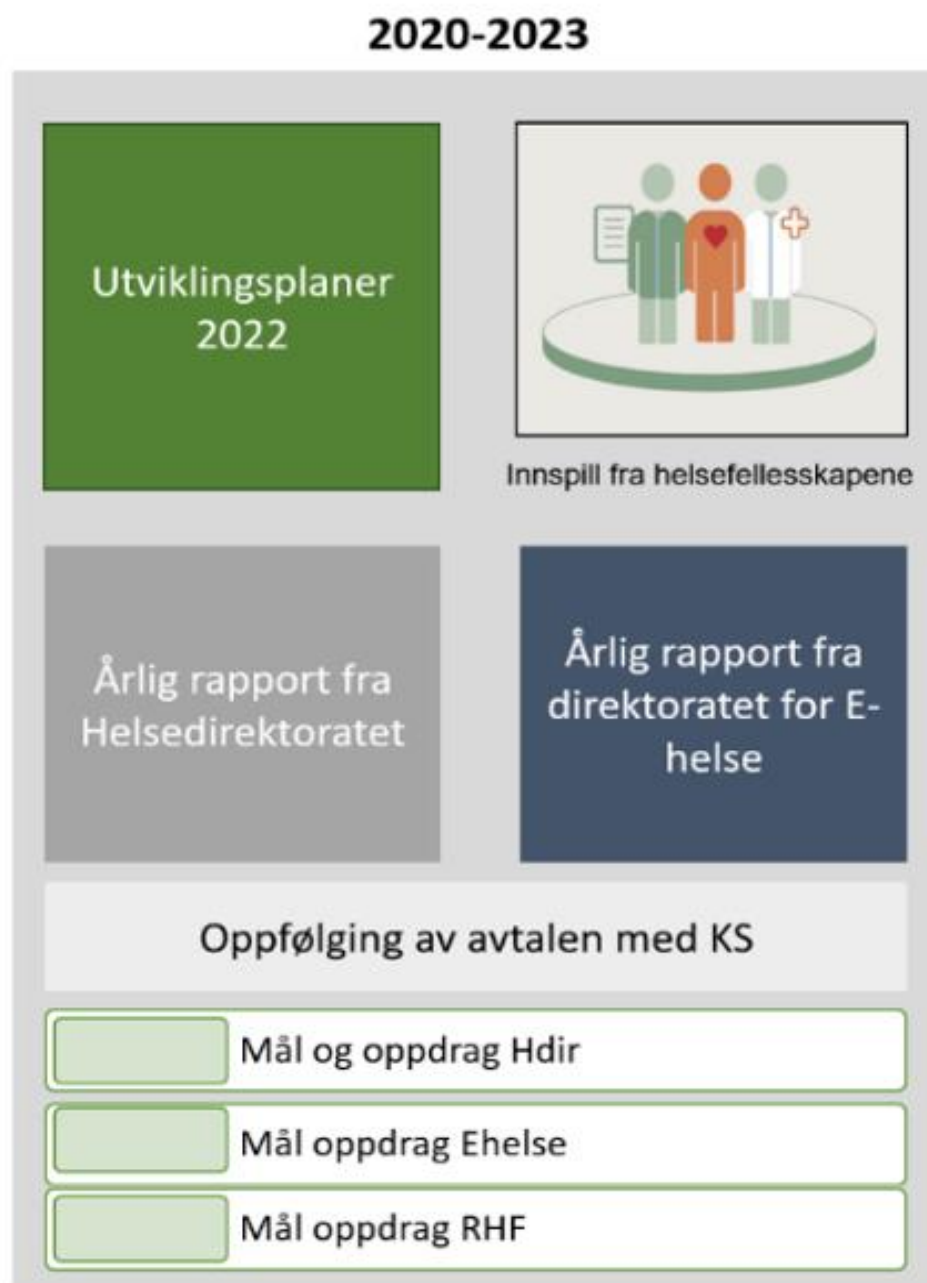 2020-2023
Utviklingsplaner
2022
Innspill fra helsefellesskapene
Årlig rapport fra
Helsedirektoratet
Årlig rapport fra
direktoratet for E-
helse
Oppfølging av avtalen med KS
Mål og oppdrag Hdir
Mål oppdrag Ehelse
Mål oppdrag RHF